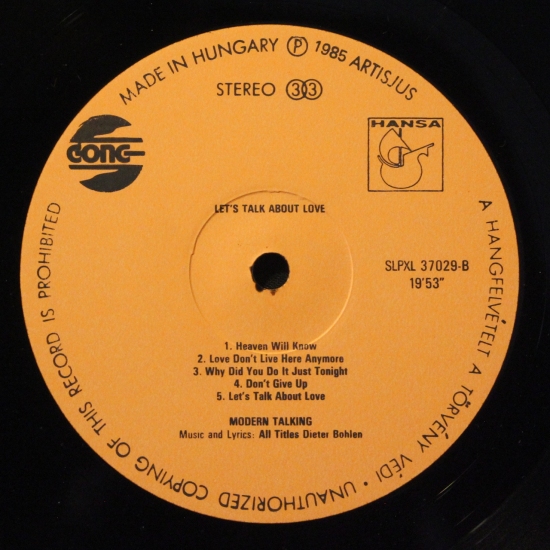 MADE IN HUNGARY Ⓟ 1985 ARTISJUS
STEREO 33
GONG
HANSA
LET'S TALK ABOUT LOVE
SLPXL 37029-B
19'53"
1. Heaven Will Know
2. Love Don't Live Here Anymore
3. Why Did You Do It Just Tonight
4. Don't Give Up
5. Let's Talk About Love
MODERN TALKING
Music and Lyrics: All Titles Dieter Bohlen
A HANGFELVÉTELT A TÖRVÉNY VÉDI • UNAUTHORIZED COPYING OF THIS RECORD IS PROHIBITED